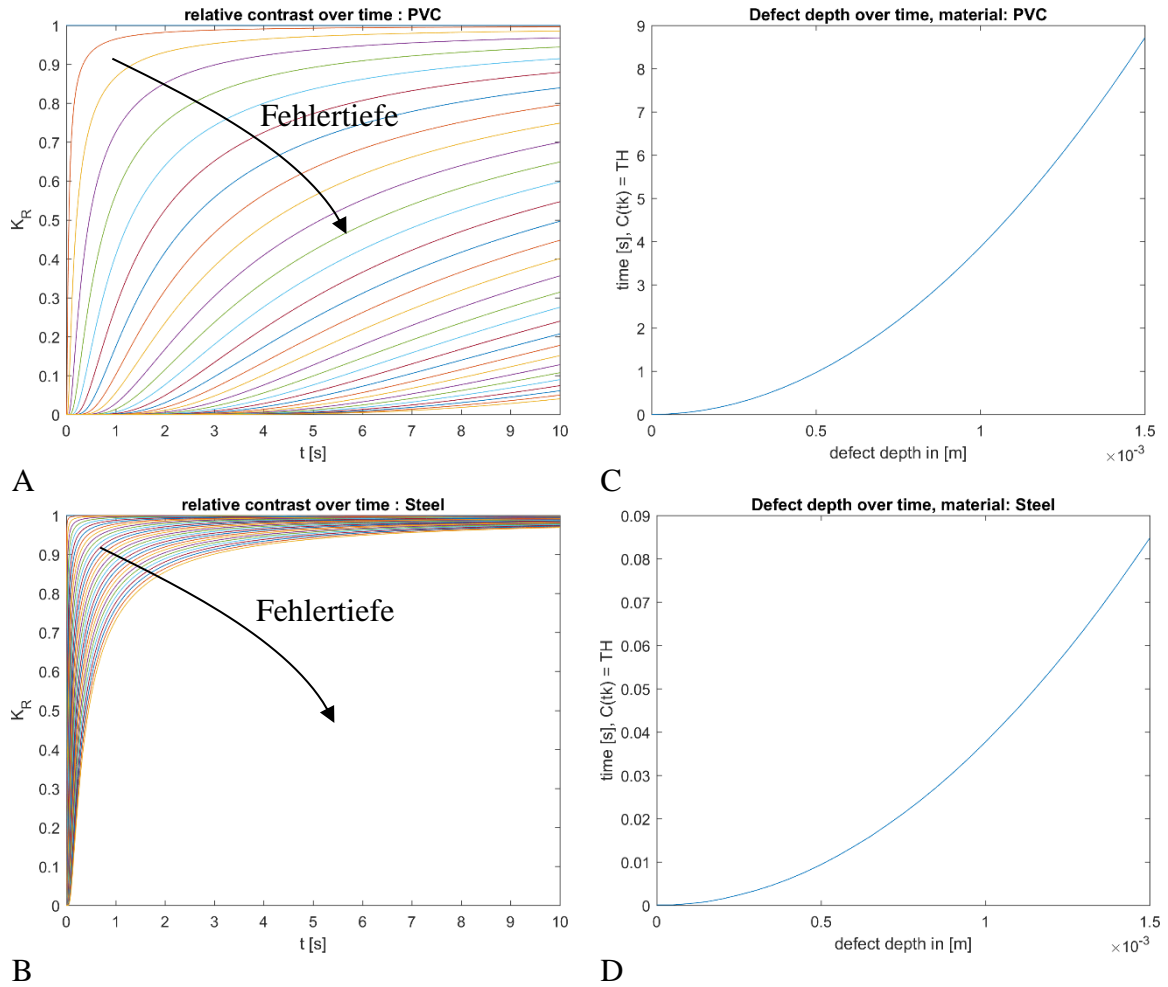 relative contrast over time : PVC
1
0.9
0.8
0.7
0.6
0.5
0.4
0.3
0.2
0.1
0
K_R
Fehlertiefe
0 1 2 3 4 5 6 7 8 9 10
t [s]
A
Defect depth over time, material: PVC
9
8
7
6
5
4
3
2
1
0
time [s], C(tk) = TH
0 0.5 1 1.5
defect depth in [m]
×10^-3
C
relative contrast over time : Steel
1
0.9
0.8
0.7
0.6
0.5
0.4
0.3
0.2
0.1
0
K_R
Fehlertiefe
0 1 2 3 4 5 6 7 8 9 10
t [s]
B
Defect depth over time, material: Steel
0.09
0.08
0.07
0.06
0.05
0.04
0.03
0.02
0.01
0
time [s], C(tk) = TH
0 0.5 1 1.5
defect depth in [m]
×10^-3
D